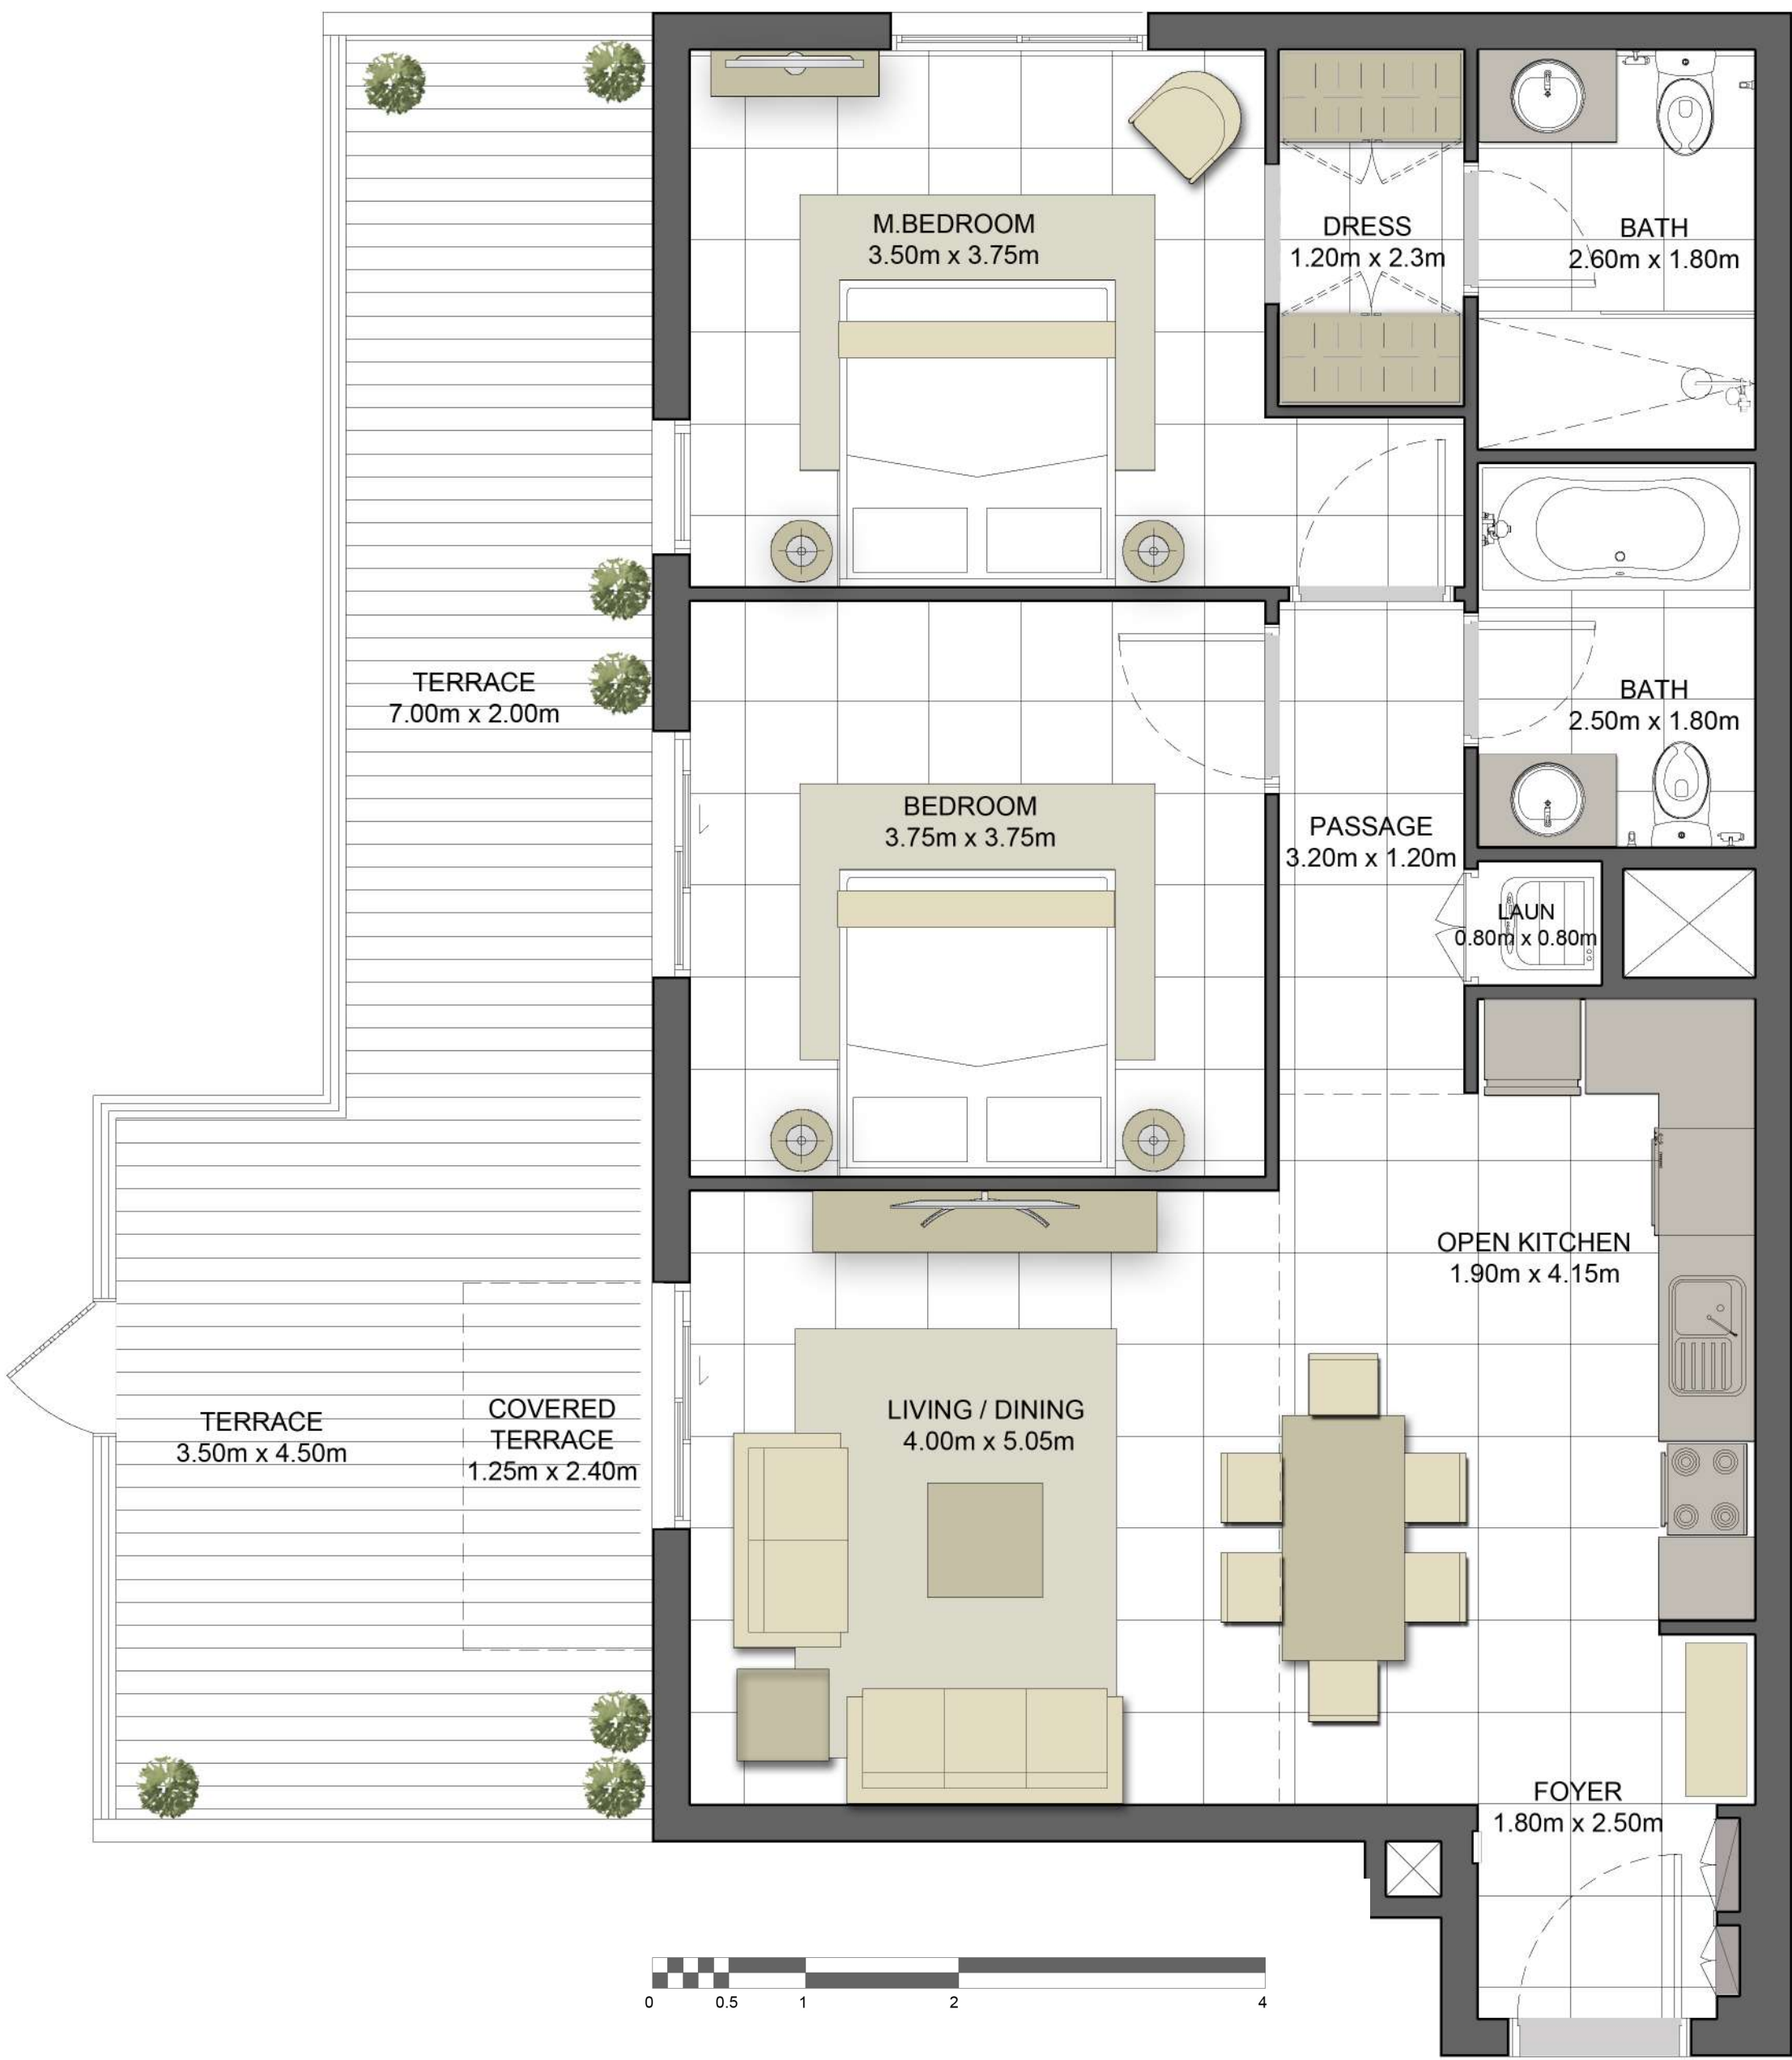 M.BEDROOM
3.50m x 3.75m
DRESS
1.20m x 2.3m
BATH
2.60m x 1.80m
TERRACE
7.00m x 2.00m
BATH
2.50m x 1.80m
BEDROOM
3.75m x 3.75m
PASSAGE
3.20m x 1.20m
LAUN
0.80m x 0.80m
OPEN KITCHEN
1.90m x 4.15m
TERRACE
3.50m x 4.50m
COVERED
TERRACE
1.25m x 2.40m
LIVING / DINING
4.00m x 5.05m
FOYER
1.80m x 2.50m
0 0.5 1 2 4